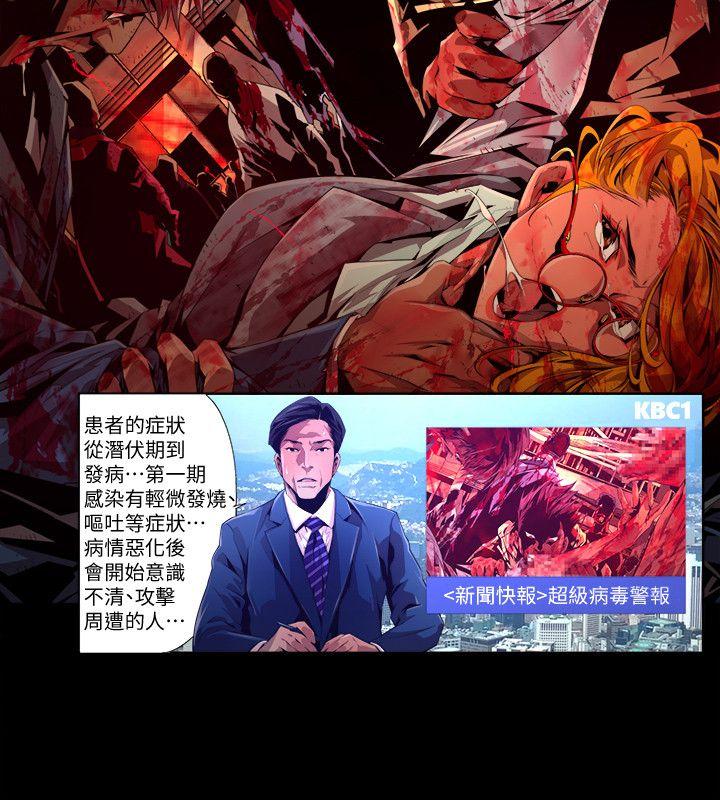 患者的症狀
從潛伏期到
發病⋯第一期
感染有輕微發燒、
嘔吐等症狀⋯
病情惡化後
會開始意識
不清、攻擊
周遭的人⋯
KBC1
<新聞快報>超級病毒警報